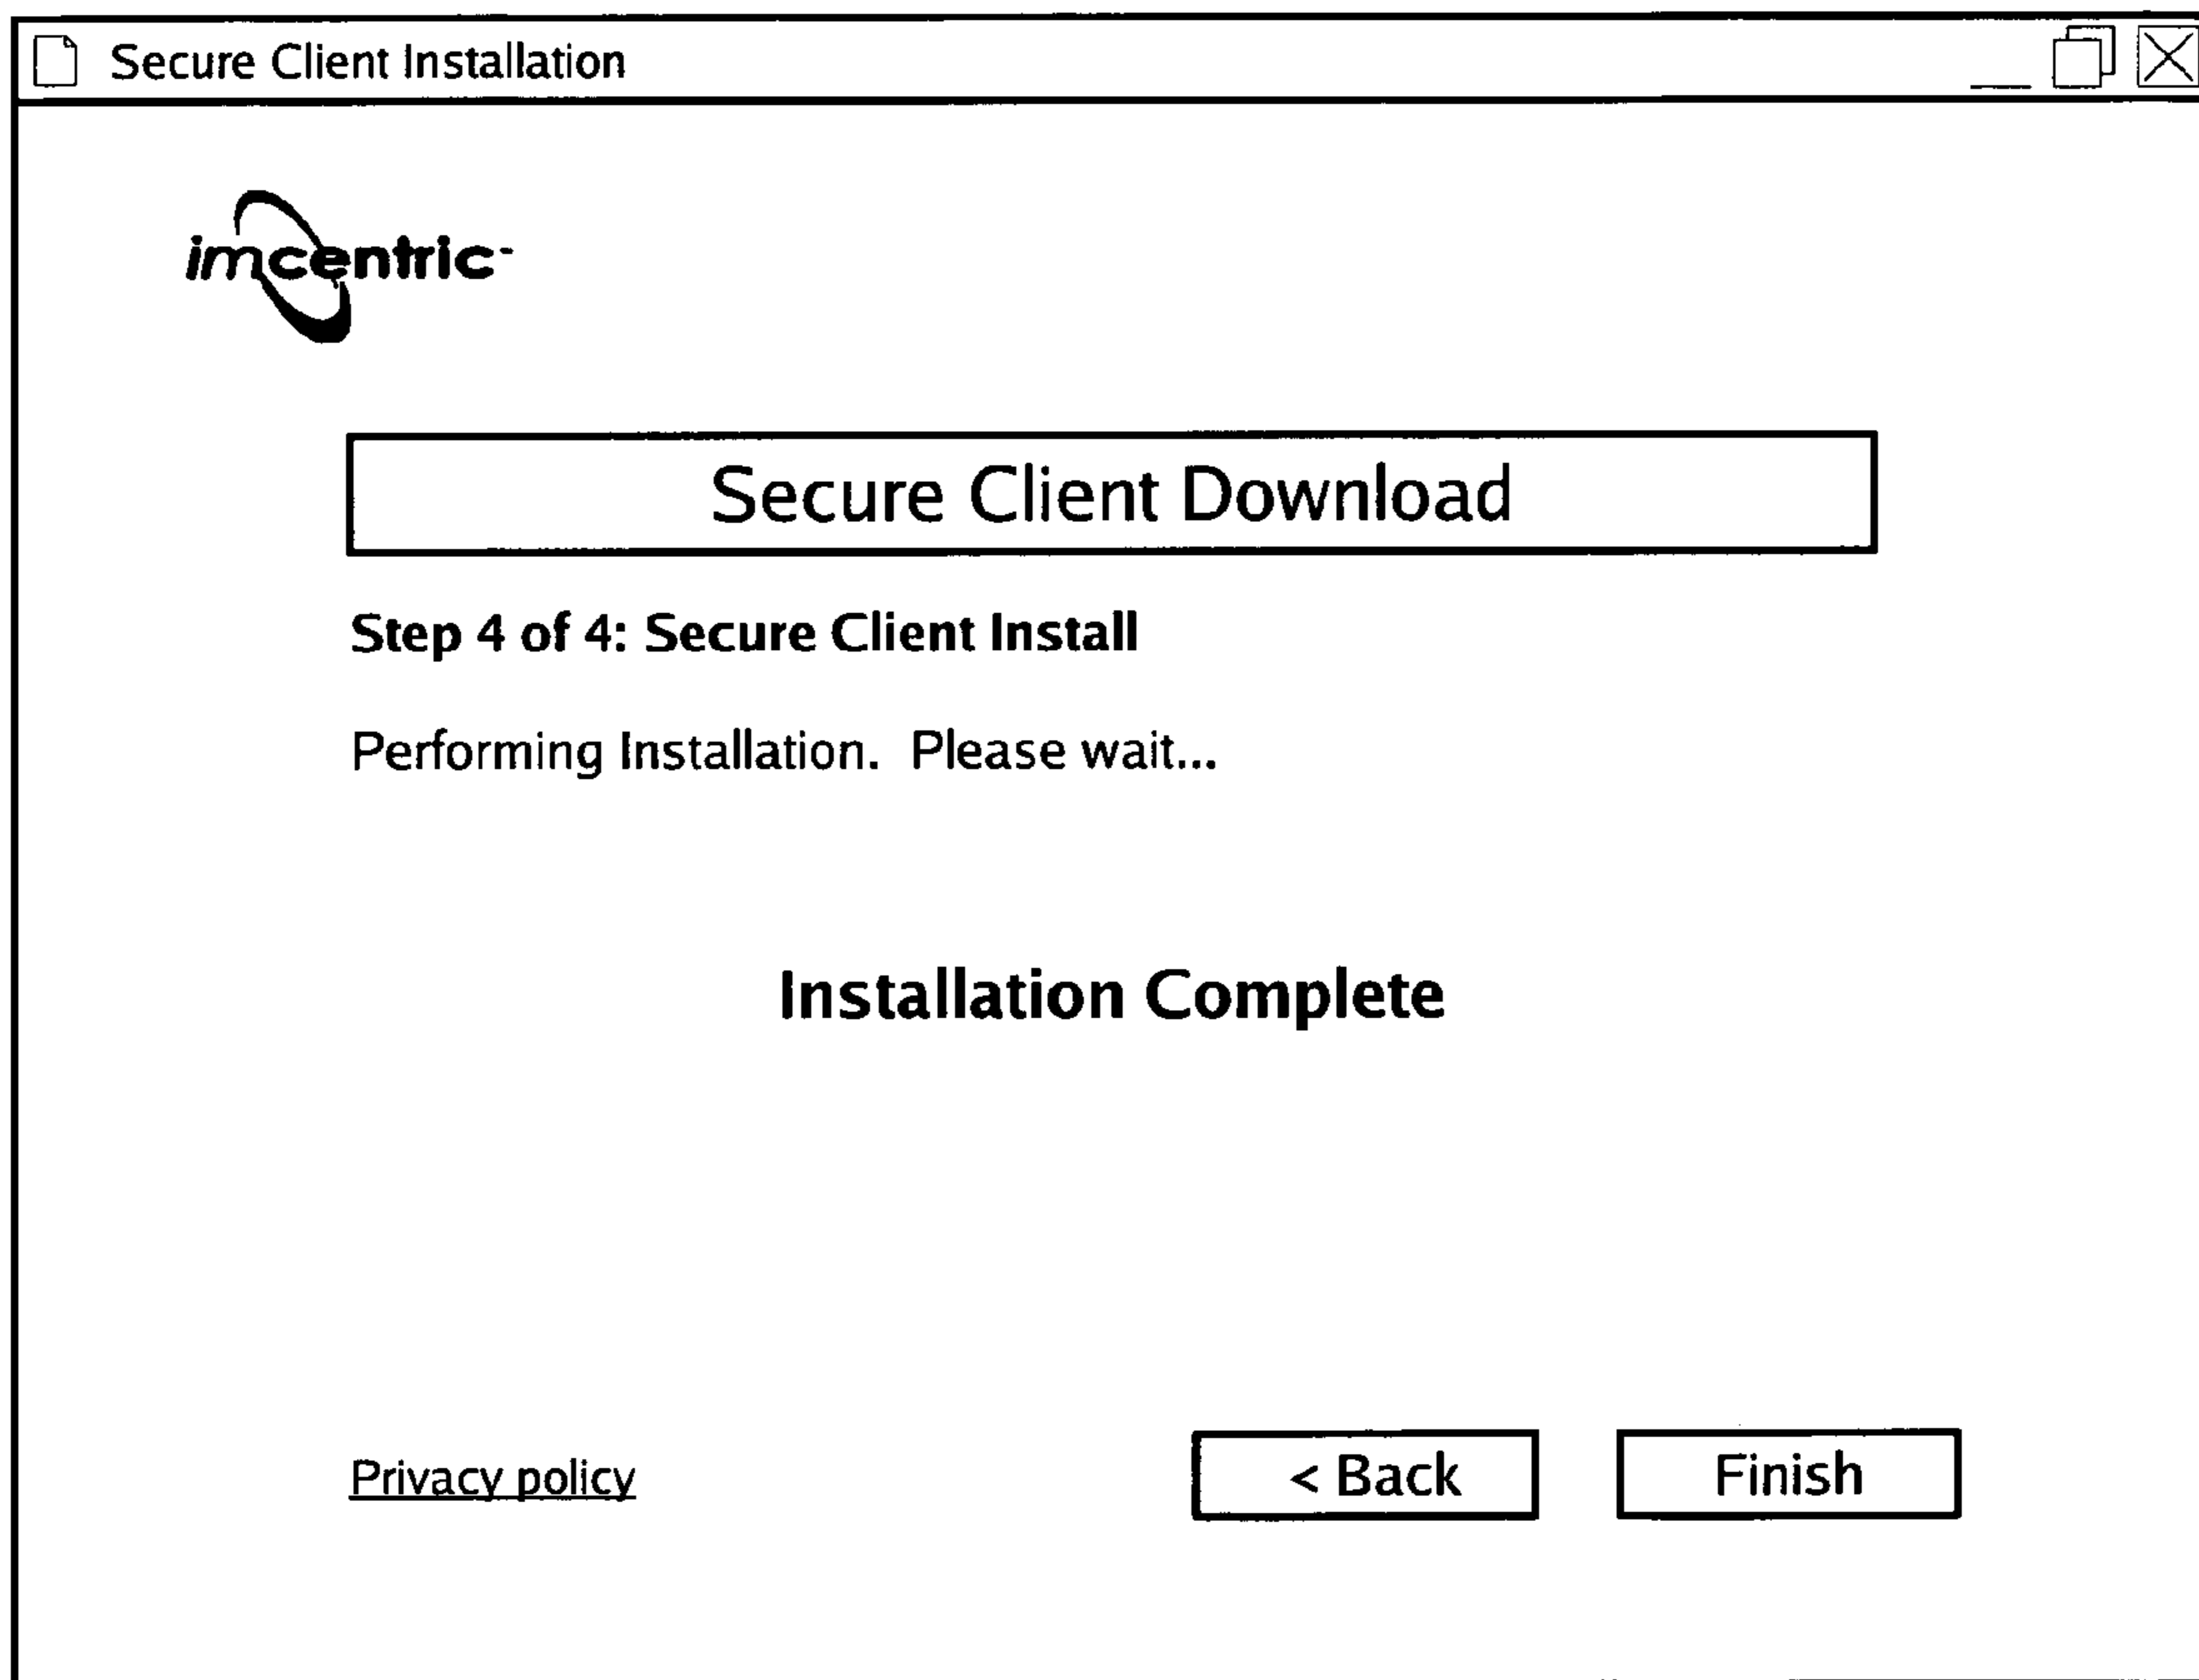 Secure Client Installation
imcentric
Secure Client Download
Step 4 of 4: Secure Client Install
Performing Installation. Please wait...
Installation Complete
Privacy policy
< Back
Finish